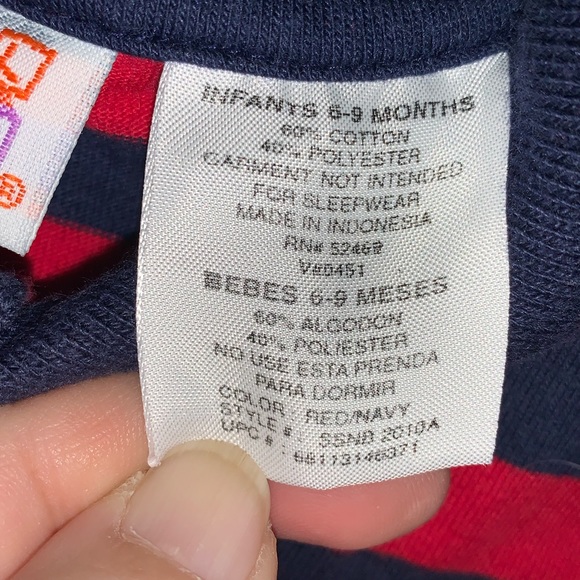 INFANTS 6-9 MONTHS
60% COTTON
40% POLYESTER
GARMENT NOT INTENDED
FOR SLEEPWEAR
MADE IN INDONESIA
RN# 52469
V#0451
BEBES 6-9 MESES
60% ALGODON
40% POLIESTER
NO USE ESTA PRENDA
PARA DORMIR
COLOR : RED/NAVY
STYLE # : SSNB 2010A
UPC # :
®